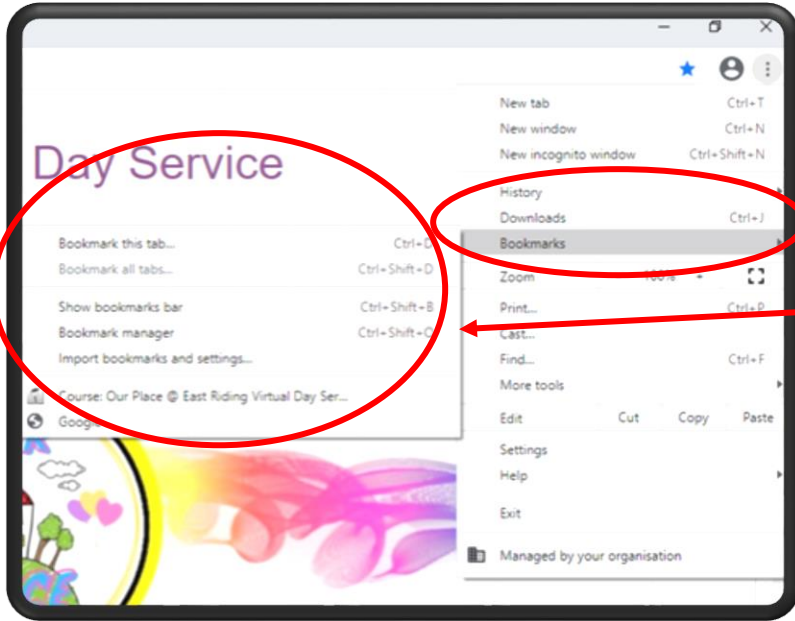 New tab Ctrl+T
New window Ctrl+N
New incognito window Ctrl+Shift+N
Day Service
History
Downloads Ctrl+J
Bookmarks
Zoom
Print... Ctrl+P
Cast...
Find... Ctrl+F
More tools
Edit Cut Copy Paste
Settings
Help
Exit
Managed by your organisation
Bookmark this tab... Ctrl+D
Bookmark all tabs... Ctrl+Shift+D
Show bookmarks bar Ctrl+Shift+B
Bookmark manager Ctrl+Shift+O
Import bookmarks and settings...
Course: Our Place @ East Riding Virtual Day Ser...